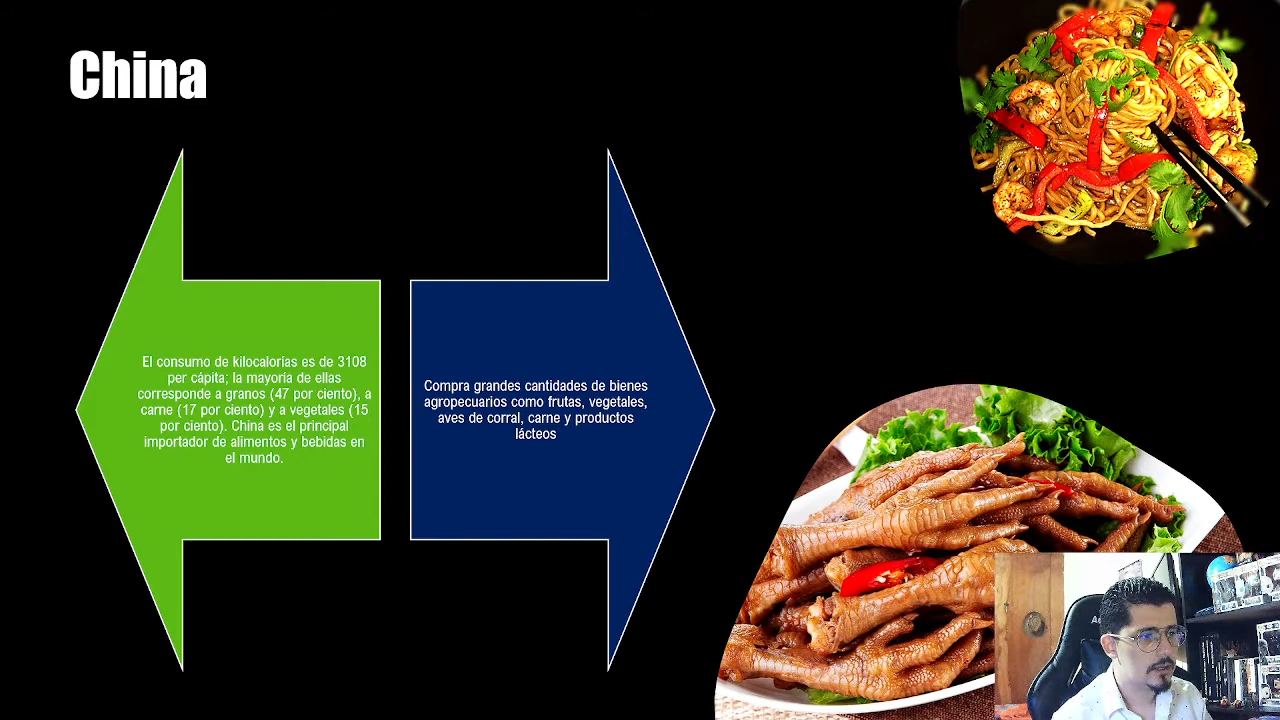 China
El consumo de kilocalorías es de 3108
per cápita; la mayoría de ellas
corresponde a granos (47 por ciento), a
carne (17 por ciento) y a vegetales (15
por ciento). China es el principal
importador de alimentos y bebidas en
el mundo.
Compra grandes cantidades de bienes
agropecuarios como frutas, vegetales,
aves de corral, carne y productos
lácteos